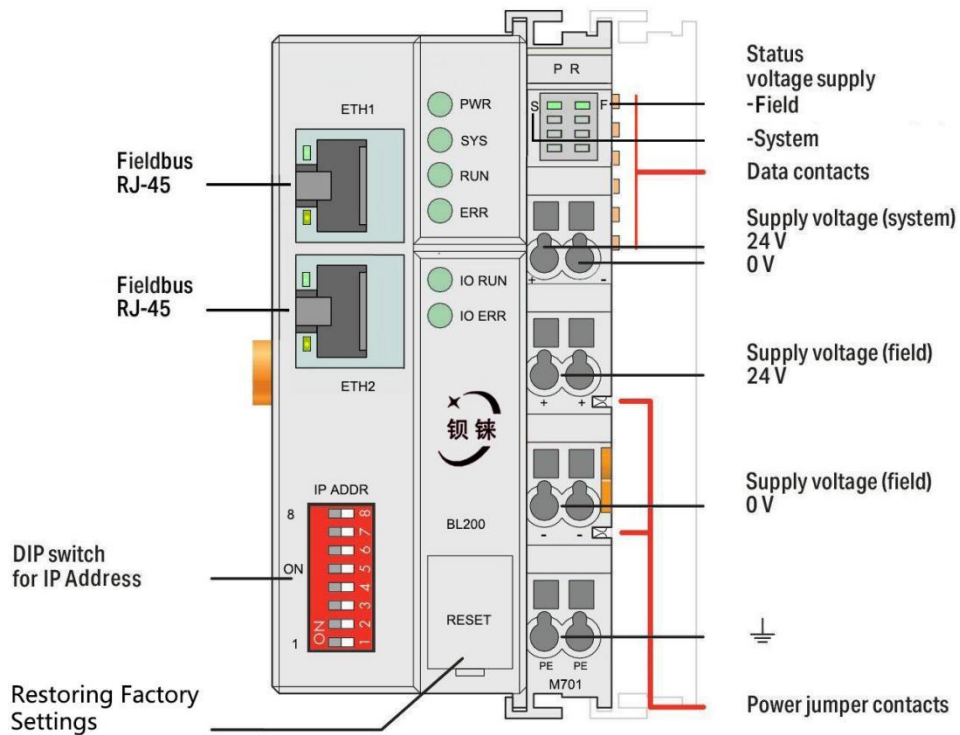 Fieldbus
RJ-45
Fieldbus
RJ-45
DIP switch
for IP Address
Restoring Factory
Settings
ETH1
ETH2
IP ADDR
8
ON
1
8
7
6
5
4
3
2
1
ON
PWR
SYS
RUN
ERR
IO RUN
IO ERR
钡铼
BL200
RESET
P R
S F
+ -
+ +
- -
PE PE
M701
Status
voltage supply
-Field
-System
Data contacts
Supply voltage (system)
24 V
0 V
Supply voltage (field)
24 V
Supply voltage (field)
0 V
Power jumper contacts